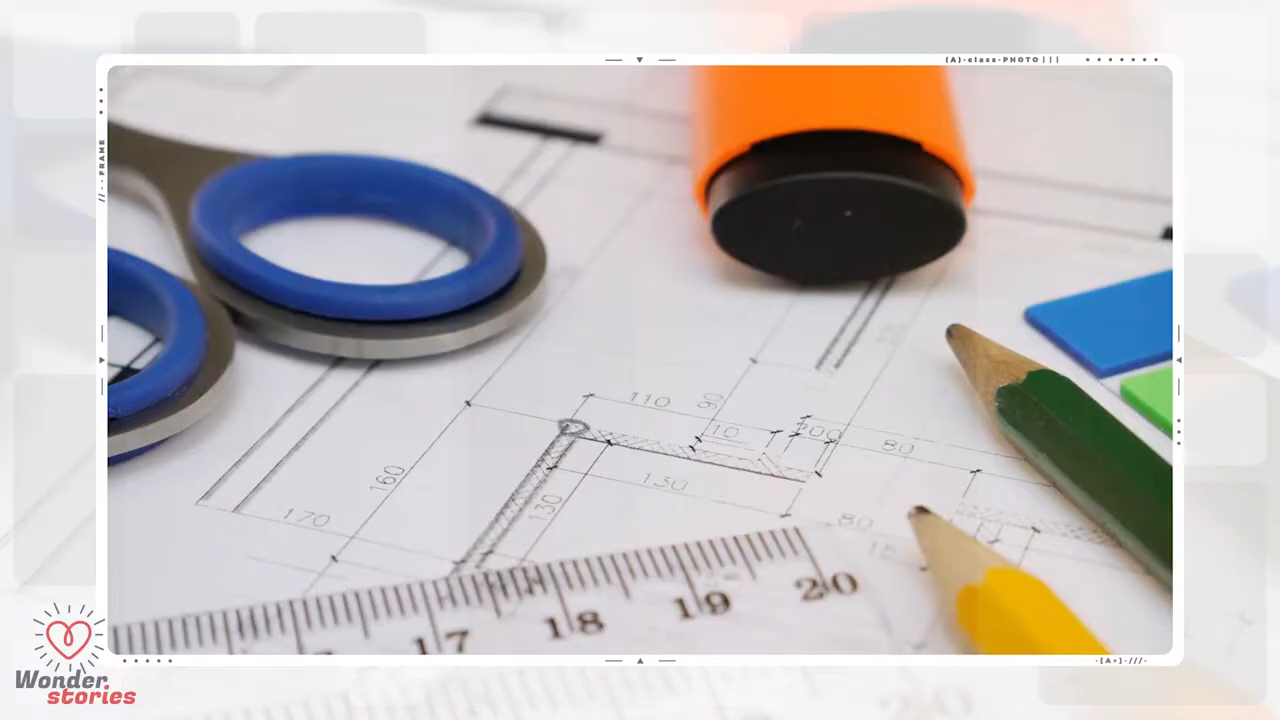 (A)-class-PHOTO|||
//-- FRAME
110
90
10
200
80
160
130
130
170
80
15
17 18 19 20
-[A+]-///-
Wonder
stories